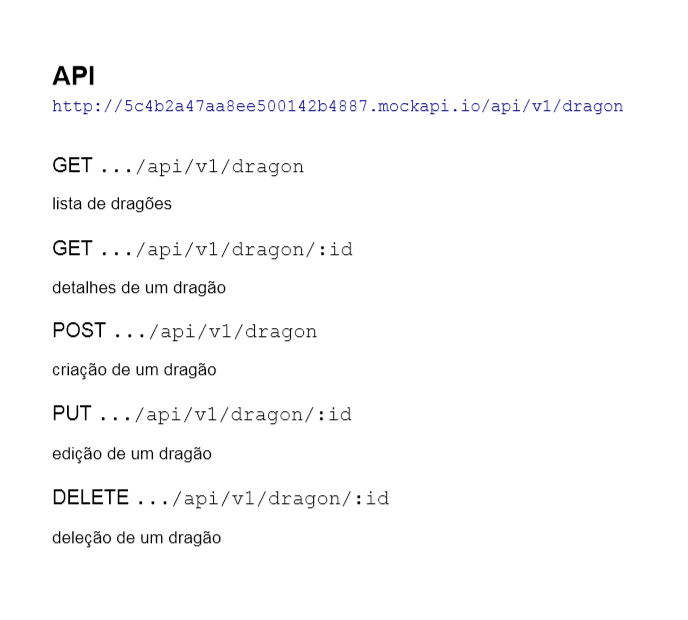 API
http://5c4b2a47aa8ee500142b4887.mockapi.io/api/v1/dragon
GET .../api/v1/dragon
lista de dragões
GET .../api/v1/dragon/:id
detalhes de um dragão
POST .../api/v1/dragon
criação de um dragão
PUT .../api/v1/dragon/:id
edição de um dragão
DELETE .../api/v1/dragon/:id
deleção de um dragão